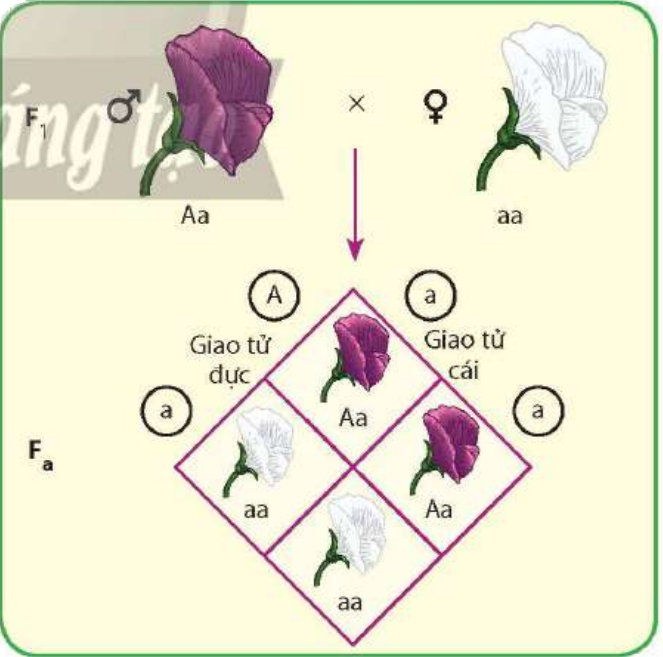 F₁ ♂ × ♀
Aa aa
A a
Giao tử đực
Giao tử cái
a a
Aa
Fₐ
aa Aa
aa